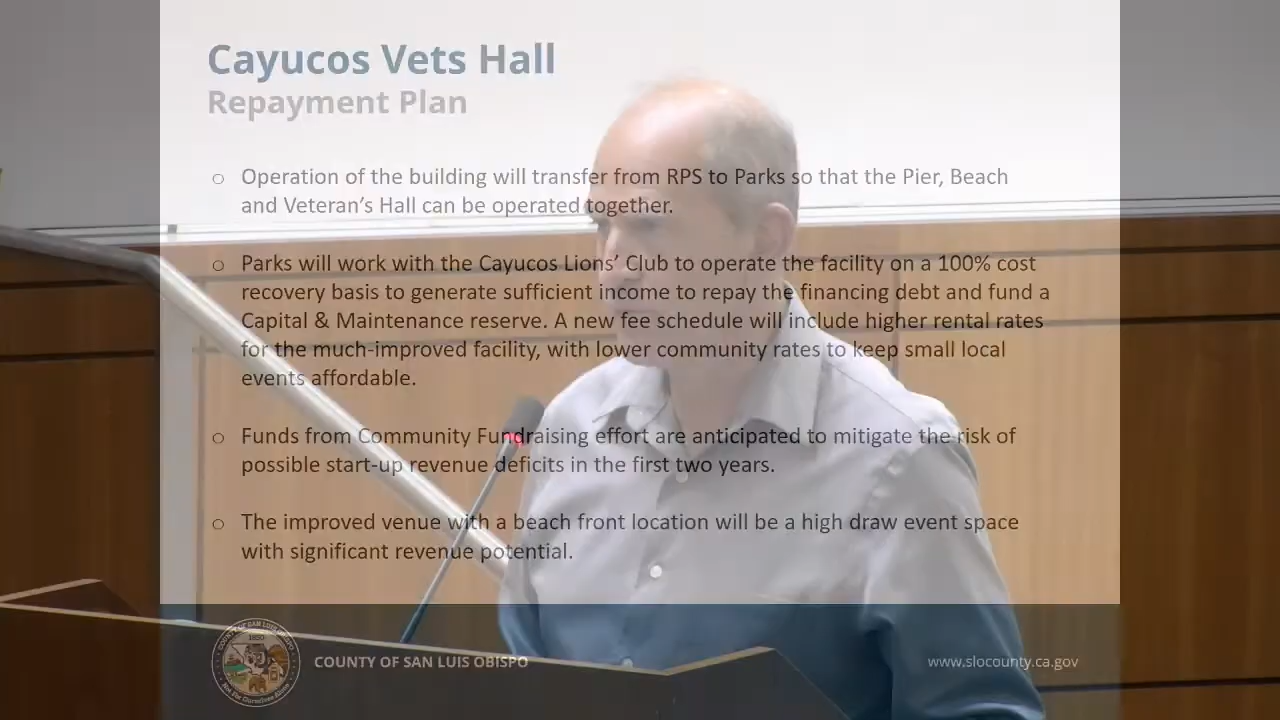 Cayucos Vets Hall
Repayment Plan
○ Operation of the building will transfer from RPS to Parks so that the Pier, Beach
and Veteran's Hall can be operated together.
○ Parks will work with the Cayucos Lions' Club to operate the facility on a 100% cost
recovery basis to generate sufficient income to repay the financing debt and fund a
Capital & Maintenance reserve. A new fee schedule will include higher rental rates
for the much-improved facility, with lower community rates to keep small local
events affordable.
○ Funds from Community Fundraising effort are anticipated to mitigate the risk of
possible start-up revenue deficits in the first two years.
○ The improved venue with a beach front location will be a high draw event space
with significant revenue potential.
COUNTY OF SAN LUIS OBISPO
1850
COUNTY OF SAN LUIS OBISPO
www.slocounty.ca.gov